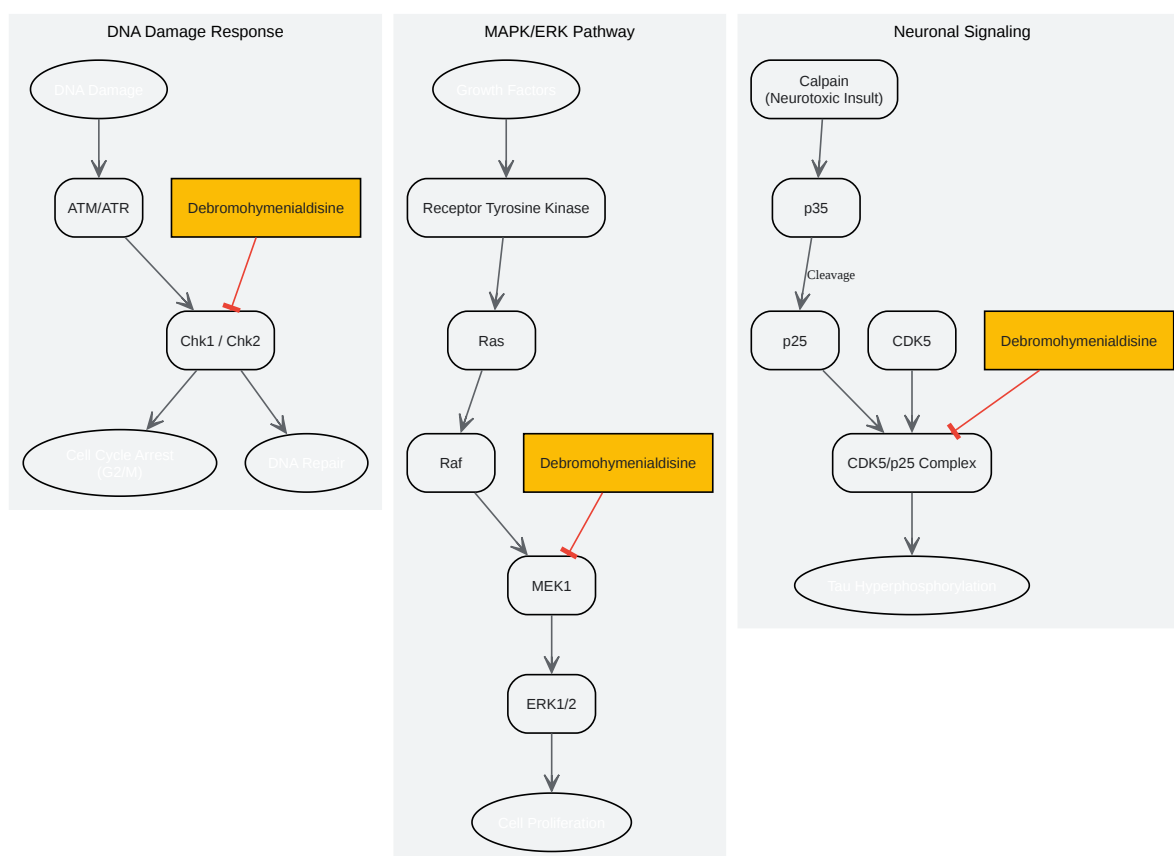 DNA Damage Response
DNA Damage
ATM/ATR
Debromohymenialdisine
Chk1 / Chk2
Cell Cycle Arrest
(G2/M)
DNA Repair
MAPK/ERK Pathway
Growth Factors
Receptor Tyrosine Kinase
Ras
Raf
Debromohymenialdisine
MEK1
ERK1/2
Cell Proliferation
Neuronal Signaling
Calpain
(Neurotoxic Insult)
p35
Cleavage
p25
CDK5
Debromohymenialdisine
CDK5/p25 Complex
Tau Hyperphosphorylation